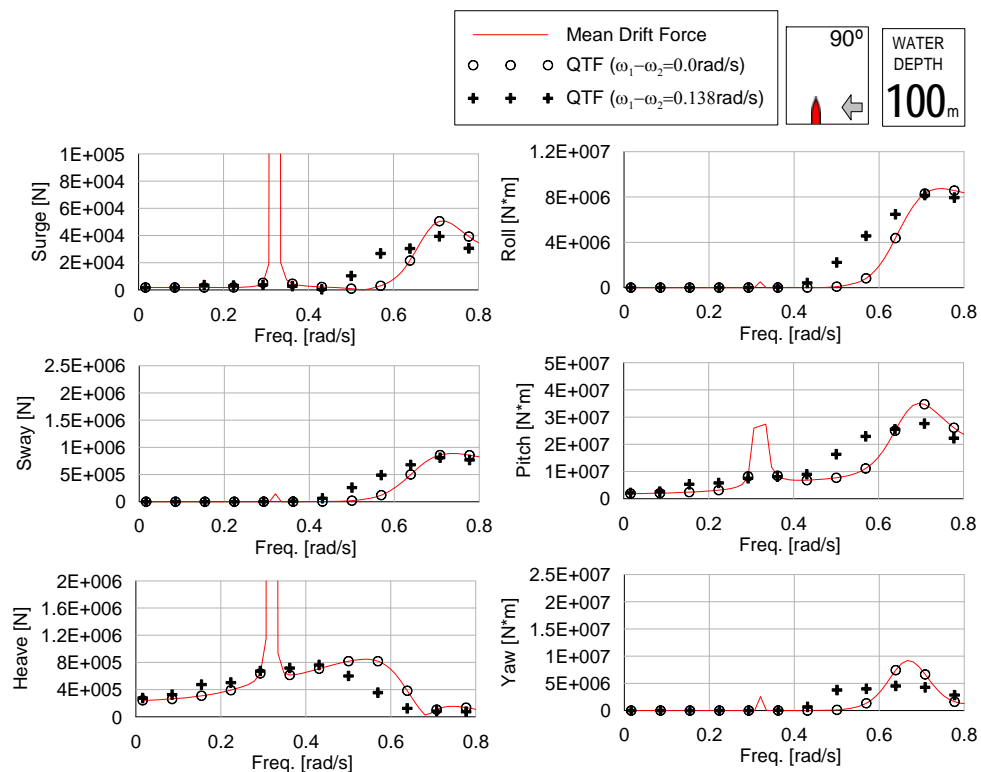 Mean Drift Force
QTF (ω₁−ω₂=0.0rad/s)
QTF (ω₁−ω₂=0.138rad/s)
90º
WATER
DEPTH
100m
Surge [N]
1E+005
8E+004
6E+004
4E+004
2E+004
0
0 0.2 0.4 0.6 0.8
Freq. [rad/s]
Roll [N*m]
1.2E+007
8E+006
4E+006
0
0 0.2 0.4 0.6 0.8
Freq. [rad/s]
Sway [N]
2.5E+006
2E+006
1.5E+006
1E+006
5E+005
0
0 0.2 0.4 0.6 0.8
Freq. [rad/s]
Pitch [N*m]
5E+007
4E+007
3E+007
2E+007
1E+007
0
0 0.2 0.4 0.6 0.8
Freq. [rad/s]
Heave [N]
2E+006
1.6E+006
1.2E+006
8E+005
4E+005
0
0 0.2 0.4 0.6 0.8
Freq. [rad/s]
Yaw [N*m]
2.5E+007
2E+007
1.5E+007
1E+007
5E+006
0
0 0.2 0.4 0.6 0.8
Freq. [rad/s]